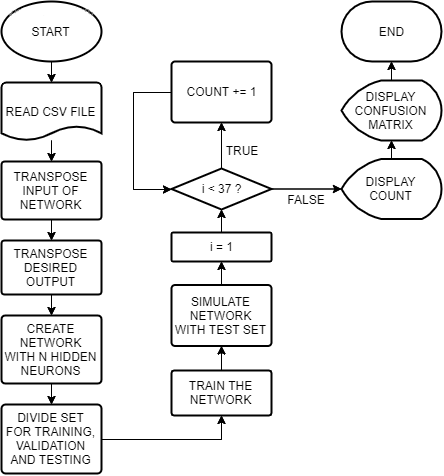 START
READ CSV FILE
TRANSPOSE
INPUT OF
NETWORK
TRANSPOSE
DESIRED
OUTPUT
CREATE
NETWORK
WITH N HIDDEN
NEURONS
DIVIDE SET
FOR TRAINING,
VALIDATION
AND TESTING
TRAIN THE
NETWORK
SIMULATE
NETWORK
WITH TEST SET
i = 1
i < 37 ?
TRUE
COUNT += 1
FALSE
DISPLAY
COUNT
DISPLAY
CONFUSION
MATRIX
END